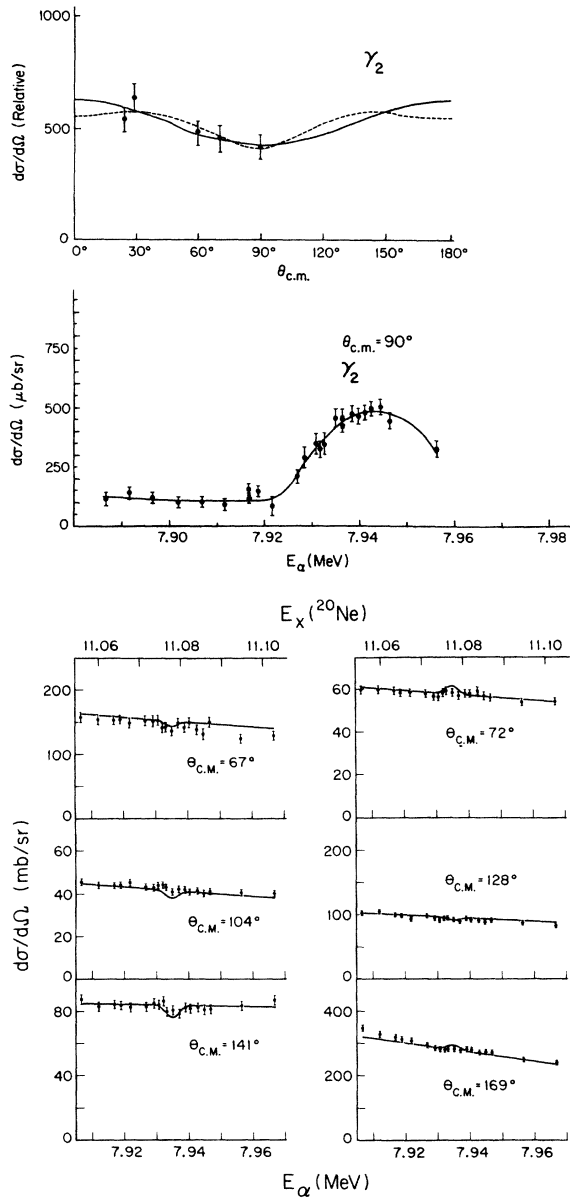 1000
γ₂
500
0
dσ/dΩ (Relative)
0° 30° 60° 90° 120° 150° 180°
θc.m.
θc.m. = 90°
γ₂
750
500
250
0
dσ/dΩ (μb/sr)
7.90 7.92 7.94 7.96 7.98
Eα(MeV)
Ex(²⁰Ne)
11.06 11.08 11.10
11.06 11.08 11.10
200
100
0
θC.M. = 67°
60
40
20
0
θC.M. = 72°
60
40
20
0
θC.M. = 104°
200
100
0
θC.M. = 128°
80
40
0
θC.M. = 141°
400
200
0
θC.M. = 169°
dσ/dΩ (mb/sr)
7.92 7.94 7.96
7.92 7.94 7.96
Eα(MeV)